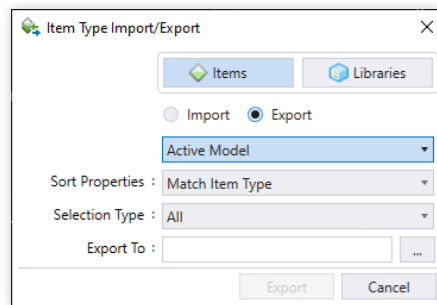 Item Type Import/Export
Items
Libraries
Import
Export
Active Model
Sort Properties : Match Item Type
Selection Type : All
Export To :
...
Export
Cancel